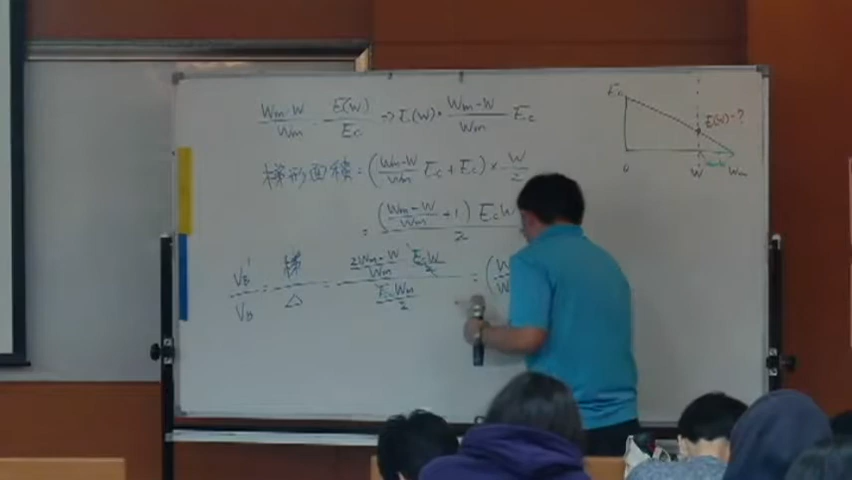 (Wm-W)/Wm = E(W)/Ec → E(W) = (Wm-W)/Wm Ec
梯形面積 = ((Wm-W)/Wm Ec + Ec) × W/2
= ((Wm-W)/Wm + 1) EcW / 2
VB'/VB = 梯/△ = ((2Wm-W)/Wm · EcW/2) / (EcWm/2) = (
Ec
E(W)=?
0 W Wm